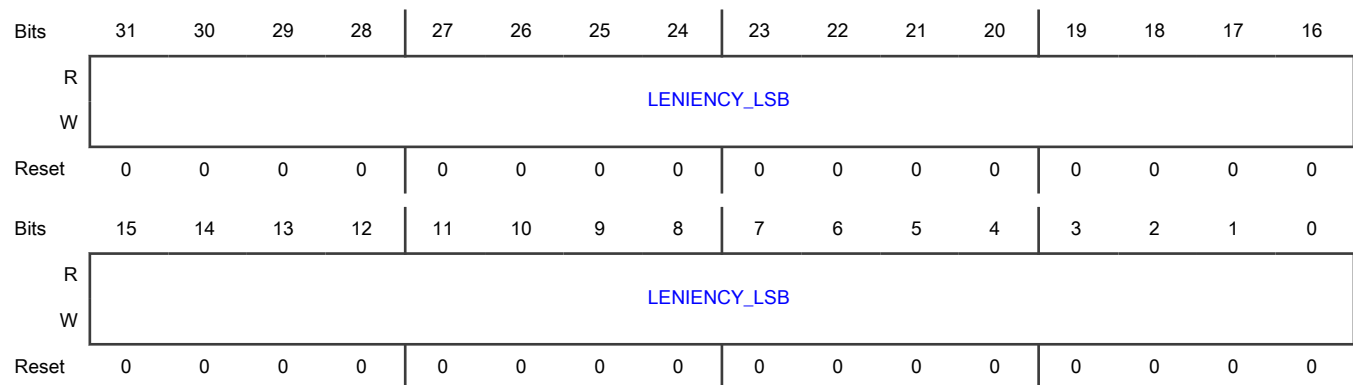 Bits 31 30 29 28 27 26 25 24 23 22 21 20 19 18 17 16
R
LENIENCY_LSB
W
Reset 0 0 0 0 0 0 0 0 0 0 0 0 0 0 0 0
Bits 15 14 13 12 11 10 9 8 7 6 5 4 3 2 1 0
R
LENIENCY_LSB
W
Reset 0 0 0 0 0 0 0 0 0 0 0 0 0 0 0 0